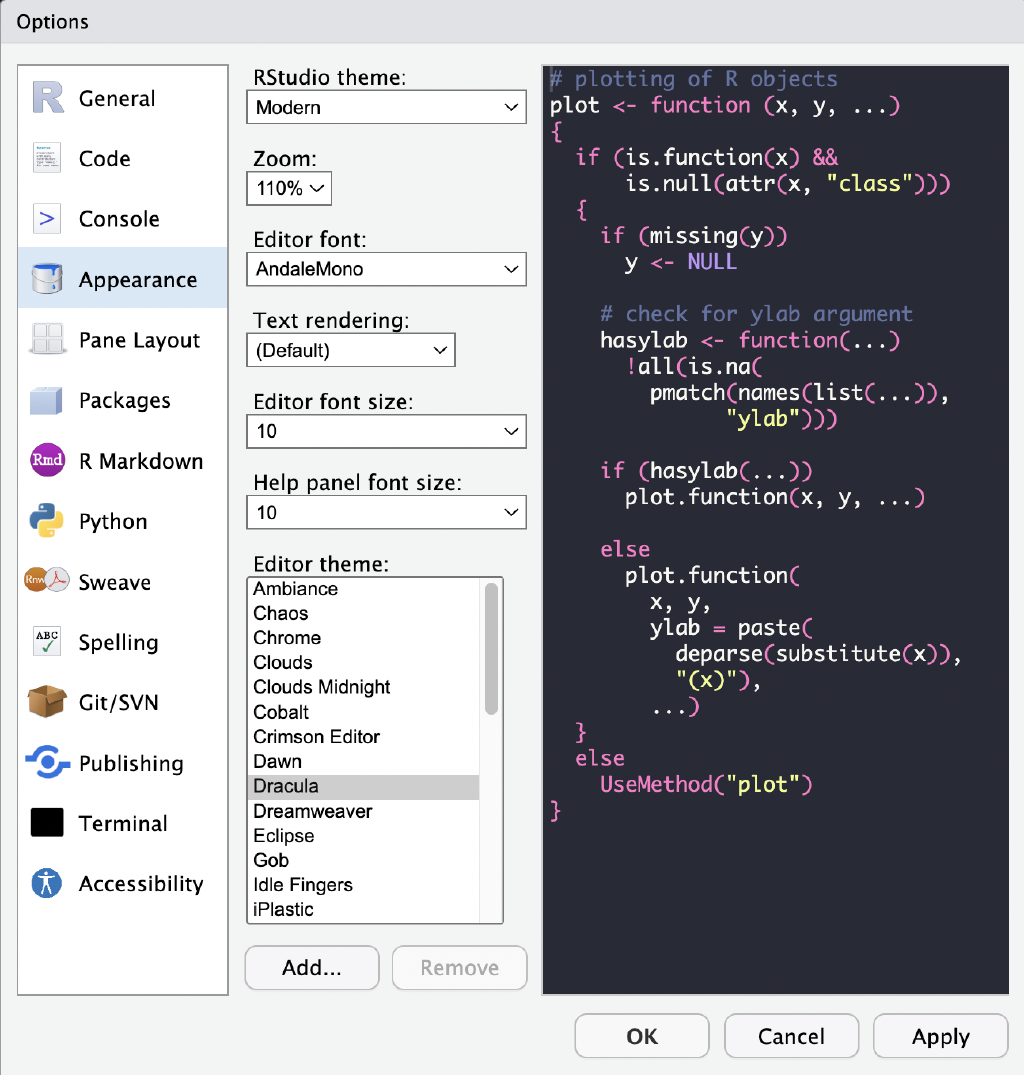 Options
General
Code
Console
Appearance
Pane Layout
Packages
Rmd R Markdown
Python
Rnw Sweave
ABC Spelling
Git/SVN
Publishing
Terminal
Accessibility
RStudio theme:
Modern
Zoom:
110%
Editor font:
AndaleMono
Text rendering:
(Default)
Editor font size:
10
Help panel font size:
10
Editor theme:
Ambiance
Chaos
Chrome
Clouds
Clouds Midnight
Cobalt
Crimson Editor
Dawn
Dracula
Dreamweaver
Eclipse
Gob
Idle Fingers
iPlastic
Add...
Remove
# plotting of R objects
plot <- function (x, y, ...)
{
  if (is.function(x) &&
      is.null(attr(x, "class")))
  {
    if (missing(y))
      y <- NULL
    # check for ylab argument
    hasylab <- function(...)
      !all(is.na(
        pmatch(names(list(...)),
              "ylab")))
    if (hasylab(...))
      plot.function(x, y, ...)
    else
      plot.function(
        x, y,
        ylab = paste(
          deparse(substitute(x)),
          "(x)"),
        ...)
  }
  else
    UseMethod("plot")
}
OK
Cancel
Apply